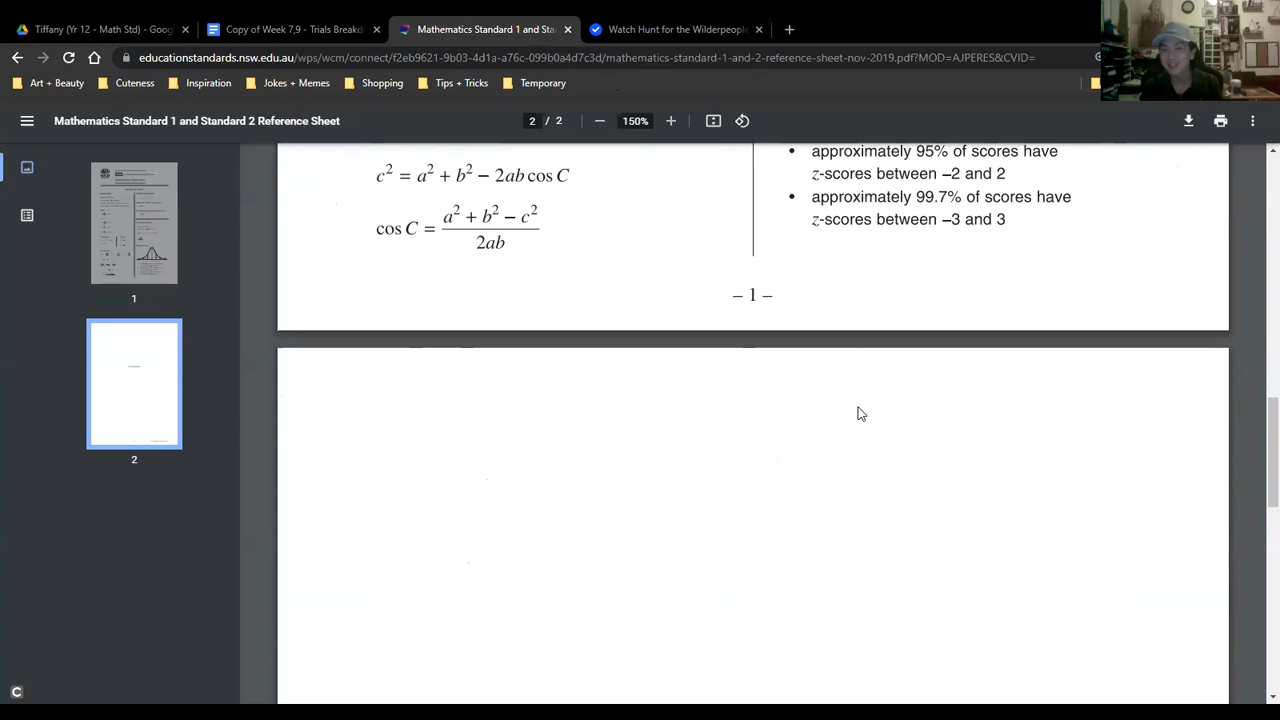 Tiffany (Yr 12 - Math Std) - Goog
Copy of Week 7,9 - Trials Breakd
Mathematics Standard 1 and Sta
Watch Hunt for the Wilderpeople
educationstandards.nsw.edu.au/wps/wcm/connect/f2eb9621-9b03-4d1a-a76c-099b0a4d7c3d/mathematics-standard-1-and-2-reference-sheet-nov-2019.pdf?MOD=AJPERES&CVID=
Art + Beauty
Cuteness
Inspiration
Jokes + Memes
Shopping
Tips + Tricks
Temporary
Mathematics Standard 1 and Standard 2 Reference Sheet
2 / 2
150%
c² = a² + b² − 2ab cos C
cos C = (a² + b² − c²) / 2ab
• approximately 95% of scores have
z-scores between –2 and 2
• approximately 99.7% of scores have
z-scores between –3 and 3
– 1 –
1
2